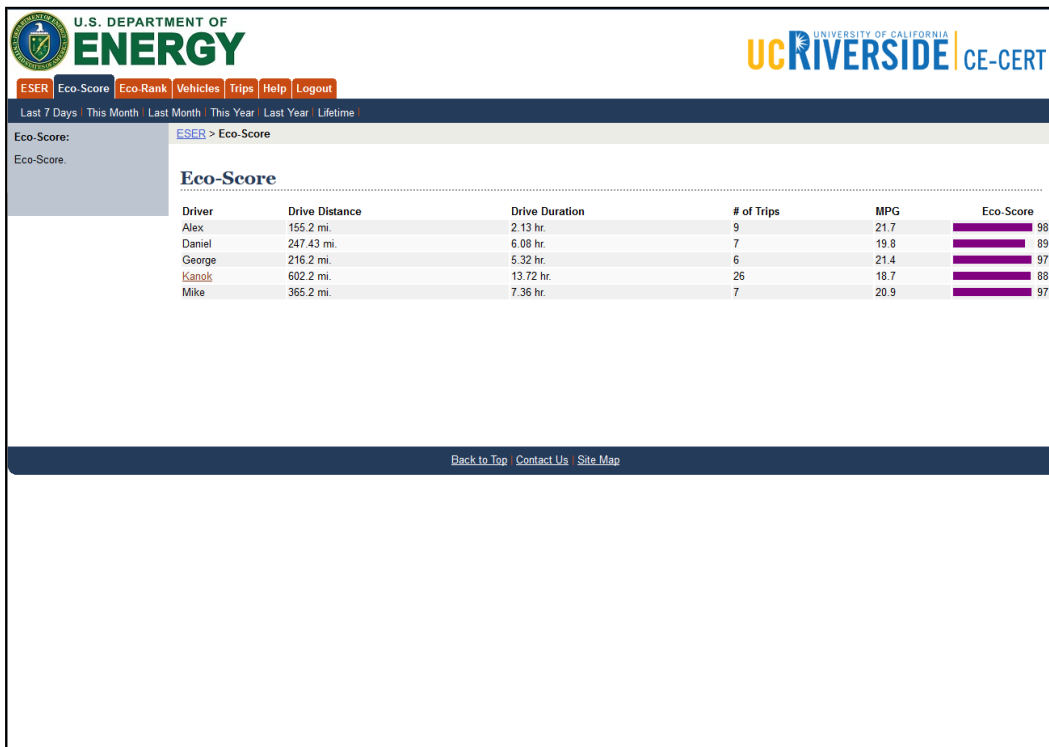 U.S. DEPARTMENT OF
ENERGY
UNIVERSITY OF CALIFORNIA
UCRIVERSIDE CE-CERT
ESER Eco-Score Eco-Rank Vehicles Trips Help Logout
Last 7 Days | This Month | Last Month | This Year | Last Year | Lifetime |
Eco-Score:
Eco-Score.
ESER > Eco-Score
Eco-Score
Driver Drive Distance Drive Duration # of Trips MPG Eco-Score
Alex 155.2 mi. 2.13 hr. 9 21.7 98
Daniel 247.43 mi. 6.08 hr. 7 19.8 89
George 216.2 mi. 5.32 hr. 6 21.4 97
Kanok 602.2 mi. 13.72 hr. 26 18.7 88
Mike 365.2 mi. 7.36 hr. 7 20.9 97
Back to Top | Contact Us | Site Map